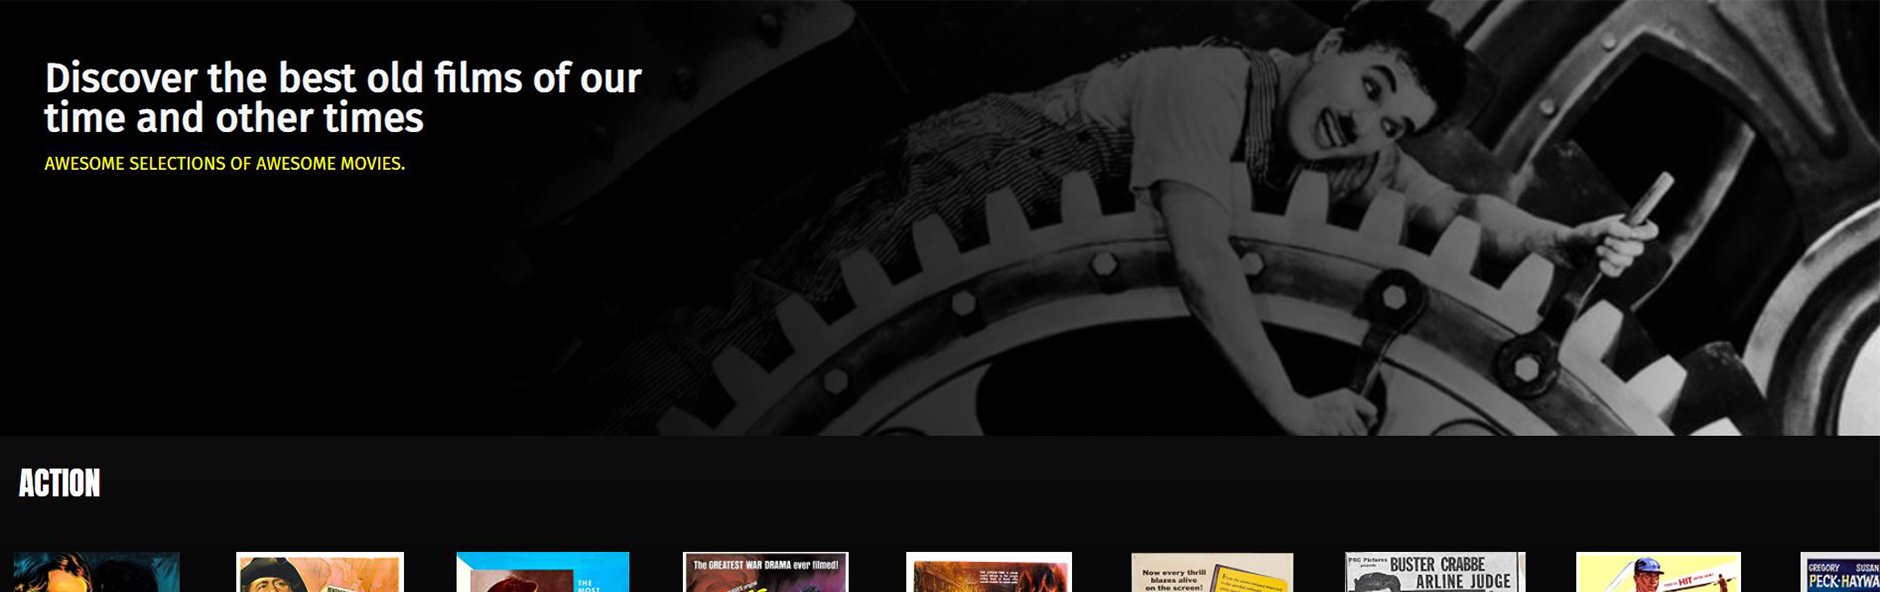 Discover the best old films of our
time and other times
AWESOME SELECTIONS OF AWESOME MOVIES.
ACTION
THE
MOST
The GREATEST WAR DRAMA ever filmed!
Now every thrill
blazes alive
on the screen!
PRC Pictures
presents
BUSTER CRABBE
ARLINE JUDGE
HIT
GREGORY SUSAN
PECK·HAYWA